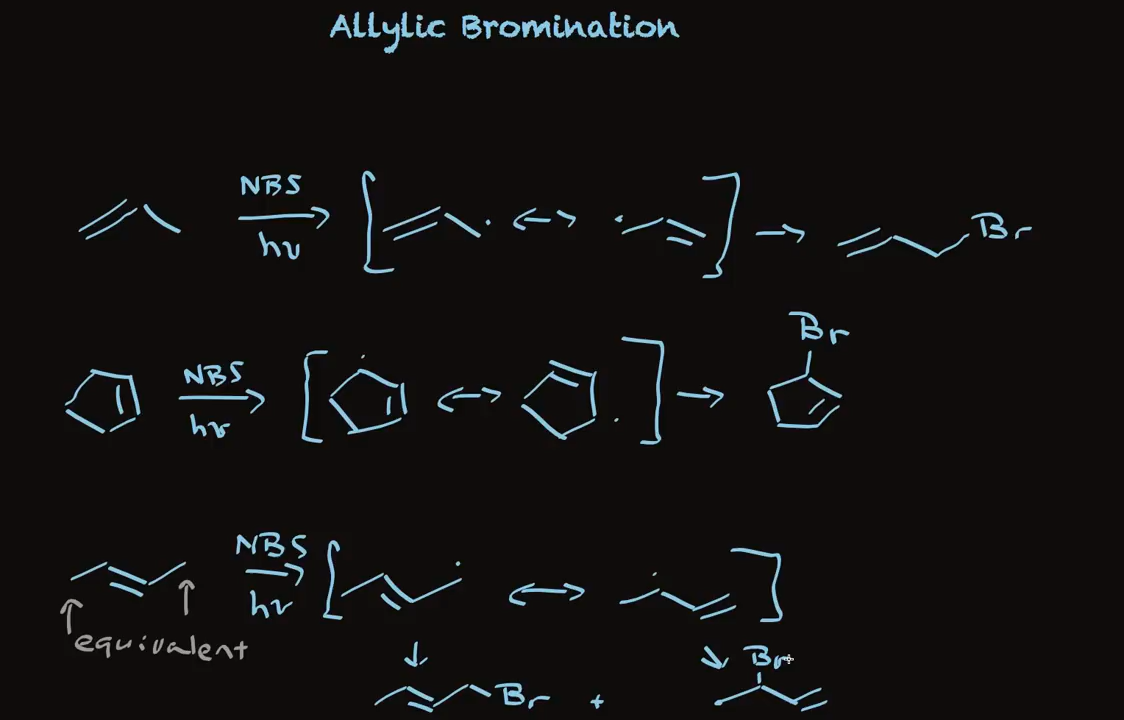 Allylic Bromination
NBS
hν
Br
Br
NBS
hν
NBS
hν
equivalent
Br
Br +